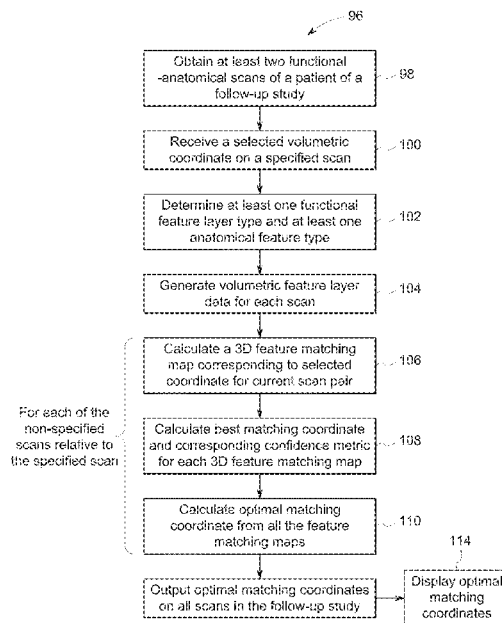 96
Obtain at least two functional
-anatomical scans of a patient of a
follow-up study
98
Receive a selected volumetric
coordinate on a specified scan
100
Determine at least one functional
feature layer type and at least one
anatomical feature type
102
Generate volumetric feature layer
data for each scan
104
For each of the
non-specified
scans relative to
the specified scan
Calculate a 3D feature matching
map corresponding to selected
coordinate for current scan pair
106
Calculate best matching coordinate
and corresponding confidence metric
for each 3D feature matching map
108
Calculate optimal matching
coordinate from all the feature
matching maps
110
Output optimal matching coordinates
on all scans in the follow-up study
114
Display optimal
matching
coordinates